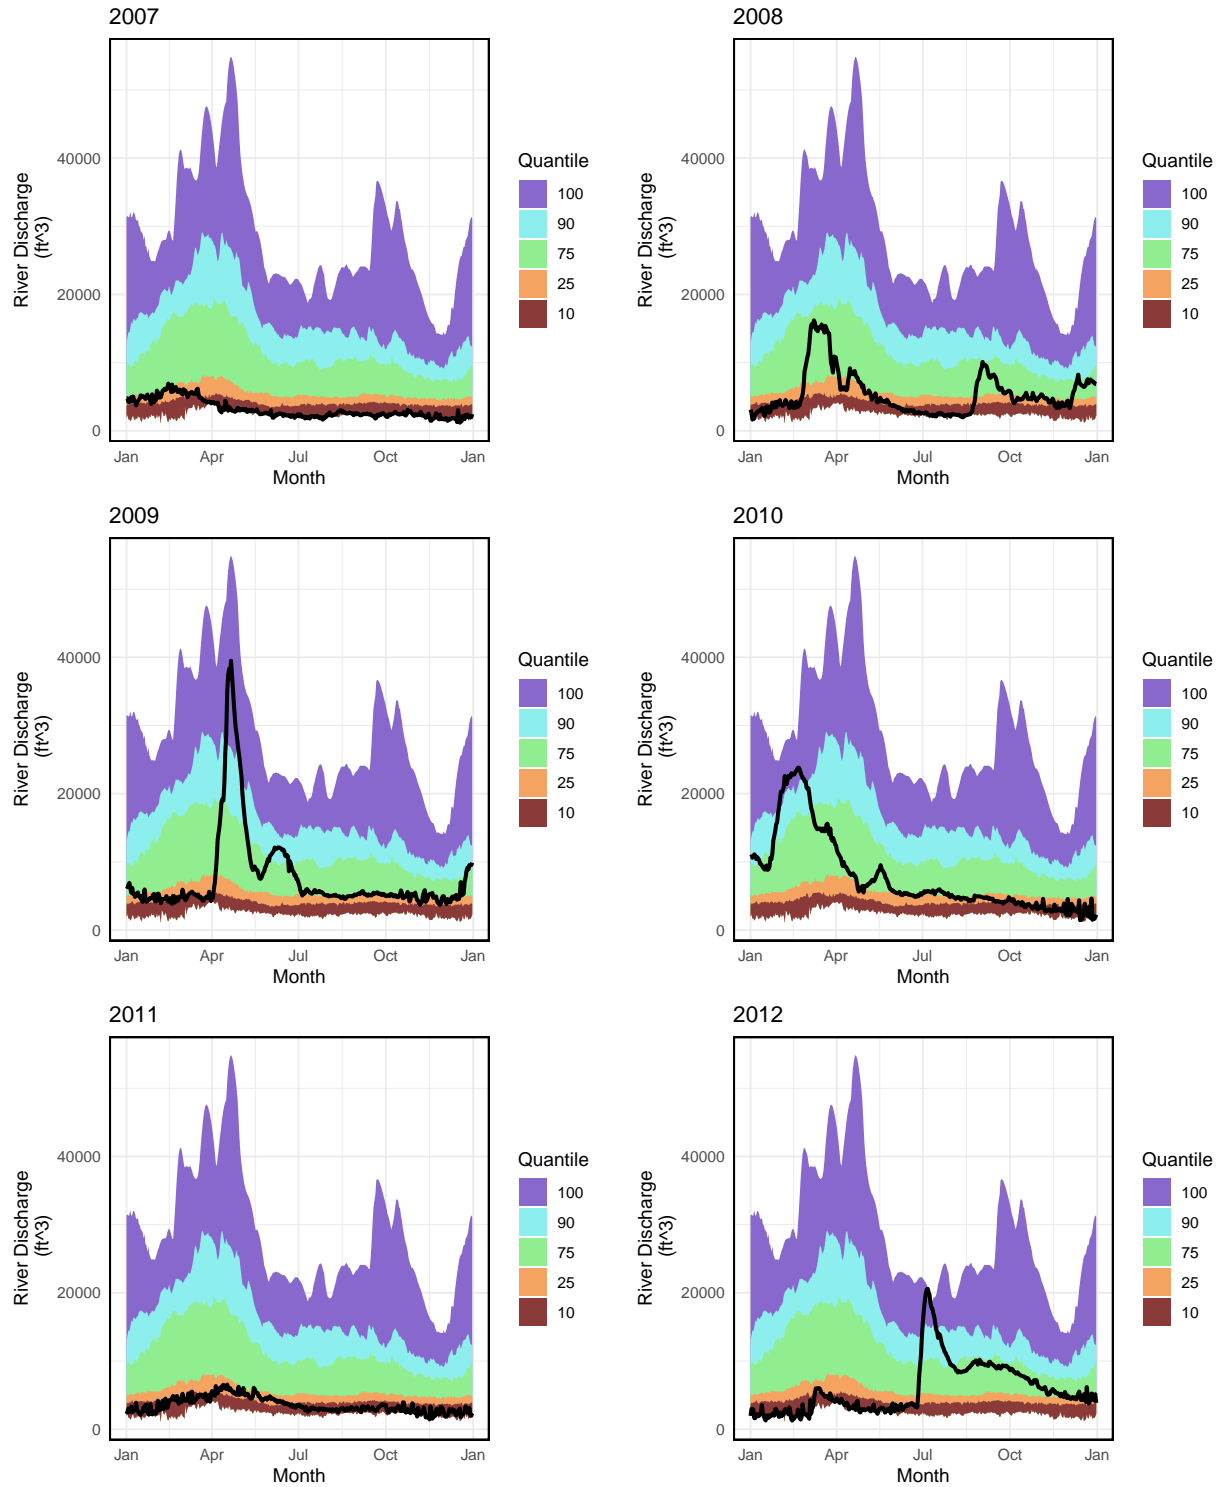 2007
River Discharge
(ft^3)
40000
20000
0
Jan
Apr
Jul
Oct
Jan
Month
Quantile
100
90
75
25
10
2008
River Discharge
(ft^3)
40000
20000
0
Jan
Apr
Jul
Oct
Jan
Month
Quantile
100
90
75
25
10
2009
River Discharge
(ft^3)
40000
20000
0
Jan
Apr
Jul
Oct
Jan
Month
Quantile
100
90
75
25
10
2010
River Discharge
(ft^3)
40000
20000
0
Jan
Apr
Jul
Oct
Jan
Month
Quantile
100
90
75
25
10
2011
River Discharge
(ft^3)
40000
20000
0
Jan
Apr
Jul
Oct
Jan
Month
Quantile
100
90
75
25
10
2012
River Discharge
(ft^3)
40000
20000
0
Jan
Apr
Jul
Oct
Jan
Month
Quantile
100
90
75
25
10